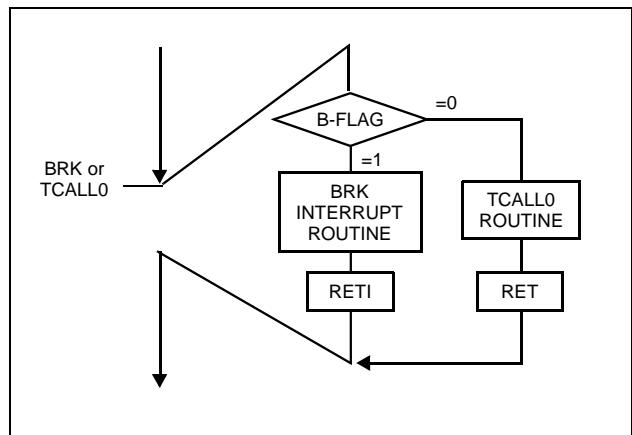 B-FLAG
=0
=1
BRK or
TCALL0
BRK
INTERRUPT
ROUTINE
TCALL0
ROUTINE
RETI
RET